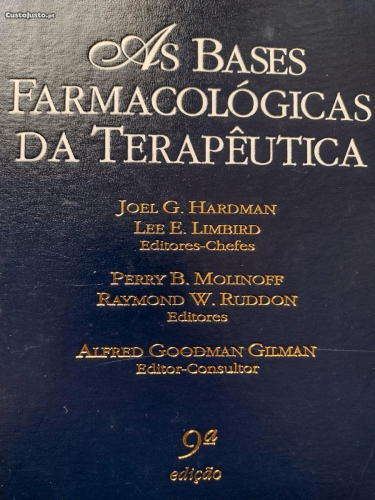 CustoJusto.pt
As Bases
Farmacológicas
da Terapêutica
Joel G. Hardman
Lee E. Limbird
Editores-Chefes
Perry B. Molinoff
Raymond W. Ruddon
Editores
Alfred Goodman Gilman
Editor-Consultor
9ª
edição